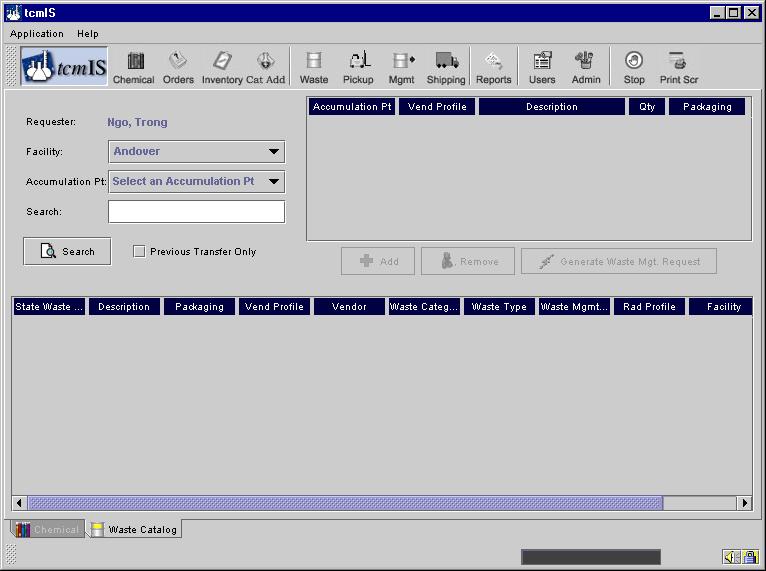 tcmIS
Application Help
tcmIS
Chemical Orders Inventory Cat Add Waste Pickup Mgmt Shipping Reports Users Admin Stop Print Scr
Accumulation Pt Vend Profile Description Qty Packaging
Requester: Ngo, Trong
Facility: Andover
Accumulation Pt: Select an Accumulation Pt
Search:
Search Previous Transfer Only
Add Remove Generate Waste Mgt. Request
State Waste ... Description Packaging Vend Profile Vendor Waste Categ... Waste Type Waste Mgmt... Rad Profile Facility
Chemical Waste Catalog